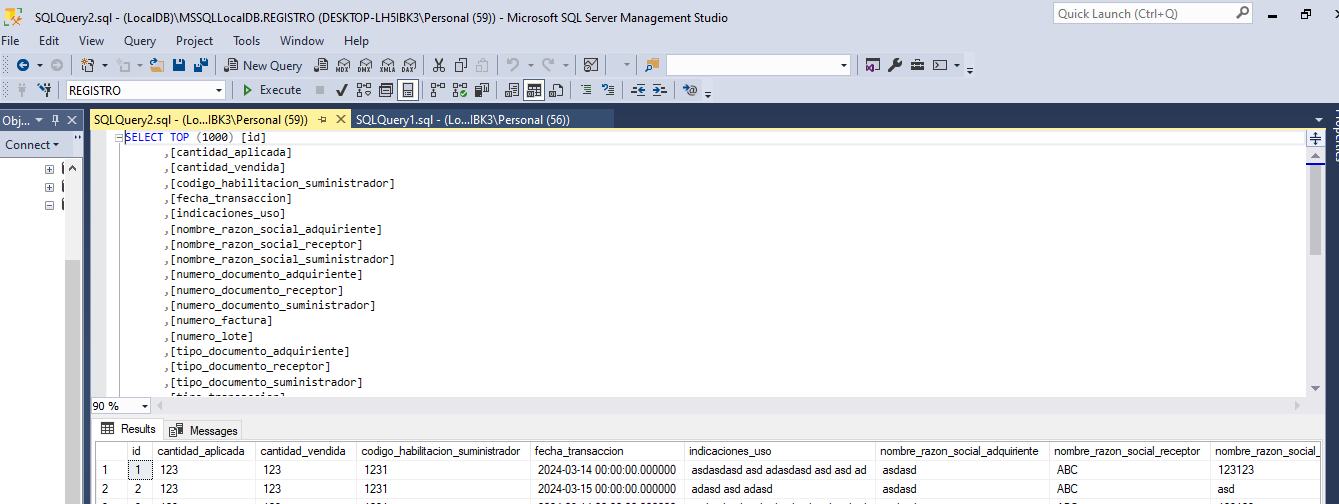 SQLQuery2.sql - (LocalDB)\MSSQLLocalDB.REGISTRO (DESKTOP-LH5IBK3\Personal (59)) - Microsoft SQL Server Management Studio
Quick Launch (Ctrl+Q)
File Edit View Query Project Tools Window Help
New Query MDX DMX XMLA DAX
REGISTRO Execute
Obj... SQLQuery2.sql - (Lo...IBK3\Personal (59)) SQLQuery1.sql - (Lo...IBK3\Personal (56))
Connect
SELECT TOP (1000) [id]
,[cantidad_aplicada]
,[cantidad_vendida]
,[codigo_habilitacion_suministrador]
,[fecha_transaccion]
,[indicaciones_uso]
,[nombre_razon_social_adquiriente]
,[nombre_razon_social_receptor]
,[nombre_razon_social_suministrador]
,[numero_documento_adquiriente]
,[numero_documento_receptor]
,[numero_documento_suministrador]
,[numero_factura]
,[numero_lote]
,[tipo_documento_adquiriente]
,[tipo_documento_receptor]
,[tipo_documento_suministrador]
90 %
Results Messages
id cantidad_aplicada cantidad_vendida codigo_habilitacion_suministrador fecha_transaccion indicaciones_uso nombre_razon_social_adquiriente nombre_razon_social_receptor nombre_razon_social_
1 1 123 123 1231 2024-03-14 00:00:00.000000 asdasdasd asd adasdasd asd asd ad asdasd ABC 123123
2 2 123 123 1231 2024-03-15 00:00:00.000000 adasd asd adasd asdasd ABC asd